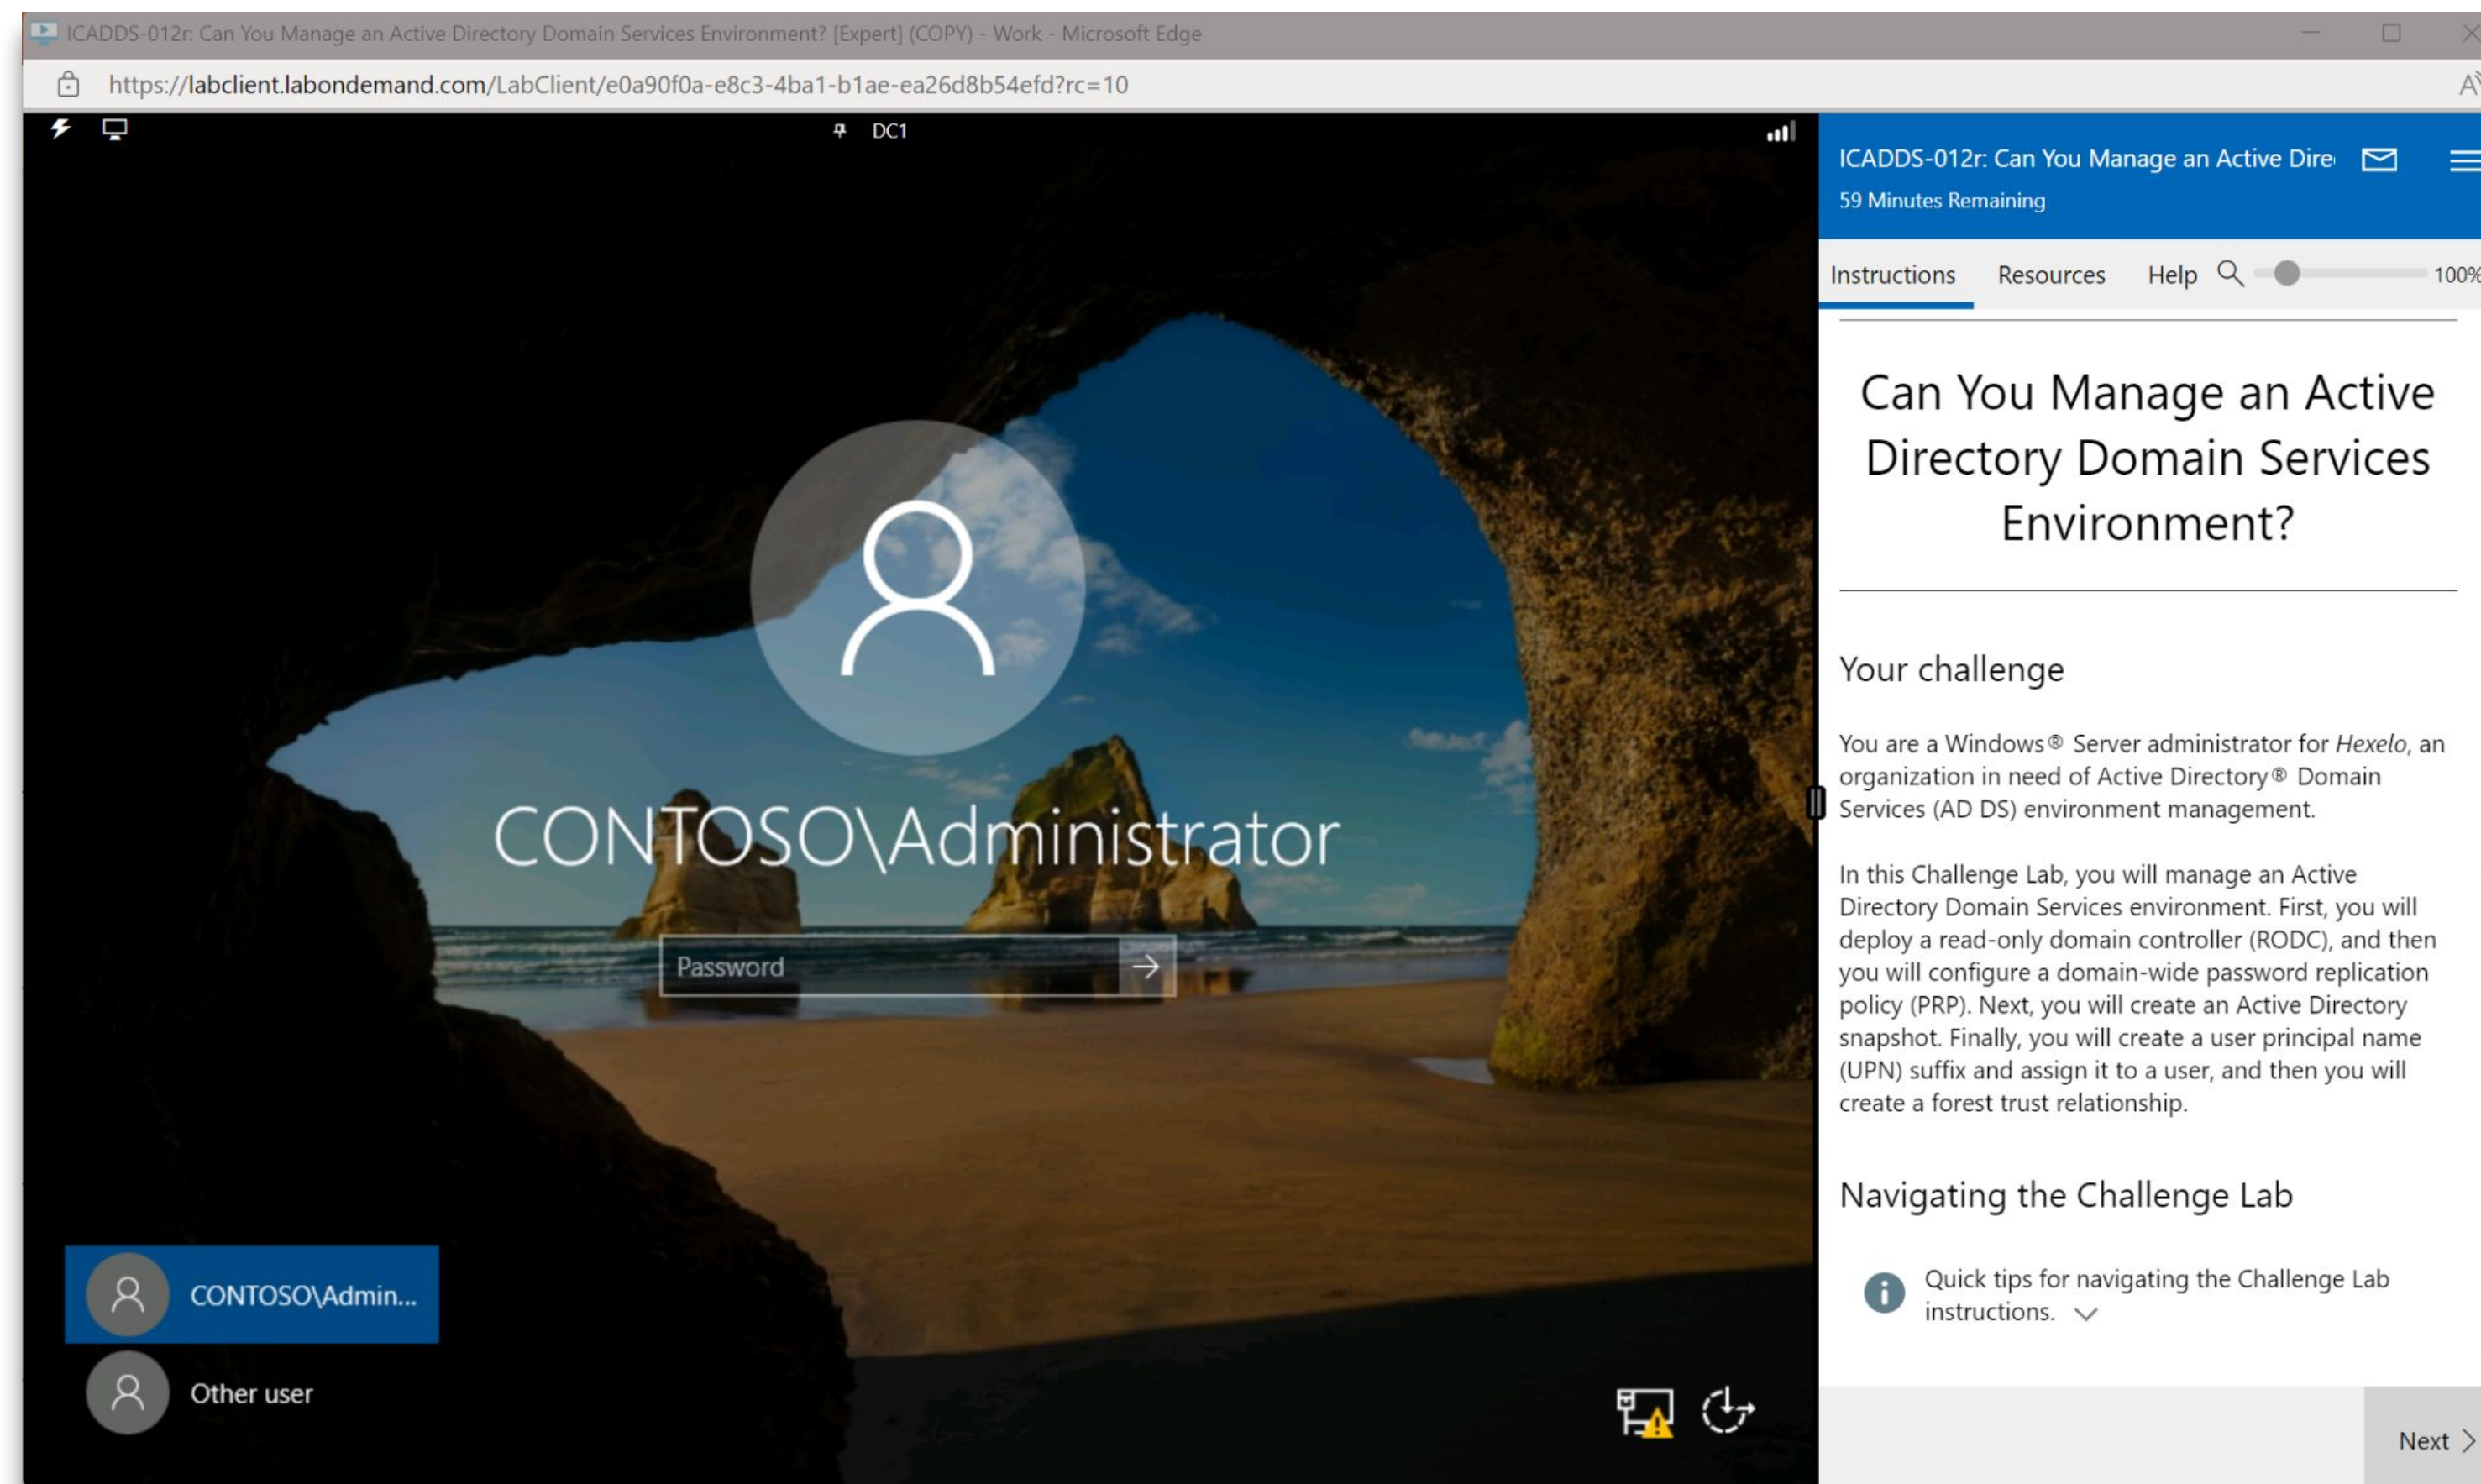 ICADDS-012r: Can You Manage an Active Directory Domain Services Environment? [Expert] (COPY) - Work - Microsoft Edge
https://labclient.labondemand.com/LabClient/e0a90f0a-e8c3-4ba1-b1ae-ea26d8b54efd?rc=10
DC1
CONTOSO\Administrator
Password
CONTOSO\Admin...
Other user
ICADDS-012r: Can You Manage an Active Dire
59 Minutes Remaining
Instructions Resources Help 100%
Can You Manage an Active
Directory Domain Services
Environment?
Your challenge
You are a Windows® Server administrator for Hexelo, an
organization in need of Active Directory® Domain
Services (AD DS) environment management.
In this Challenge Lab, you will manage an Active
Directory Domain Services environment. First, you will
deploy a read-only domain controller (RODC), and then
you will configure a domain-wide password replication
policy (PRP). Next, you will create an Active Directory
snapshot. Finally, you will create a user principal name
(UPN) suffix and assign it to a user, and then you will
create a forest trust relationship.
Navigating the Challenge Lab
Quick tips for navigating the Challenge Lab
instructions.
Next